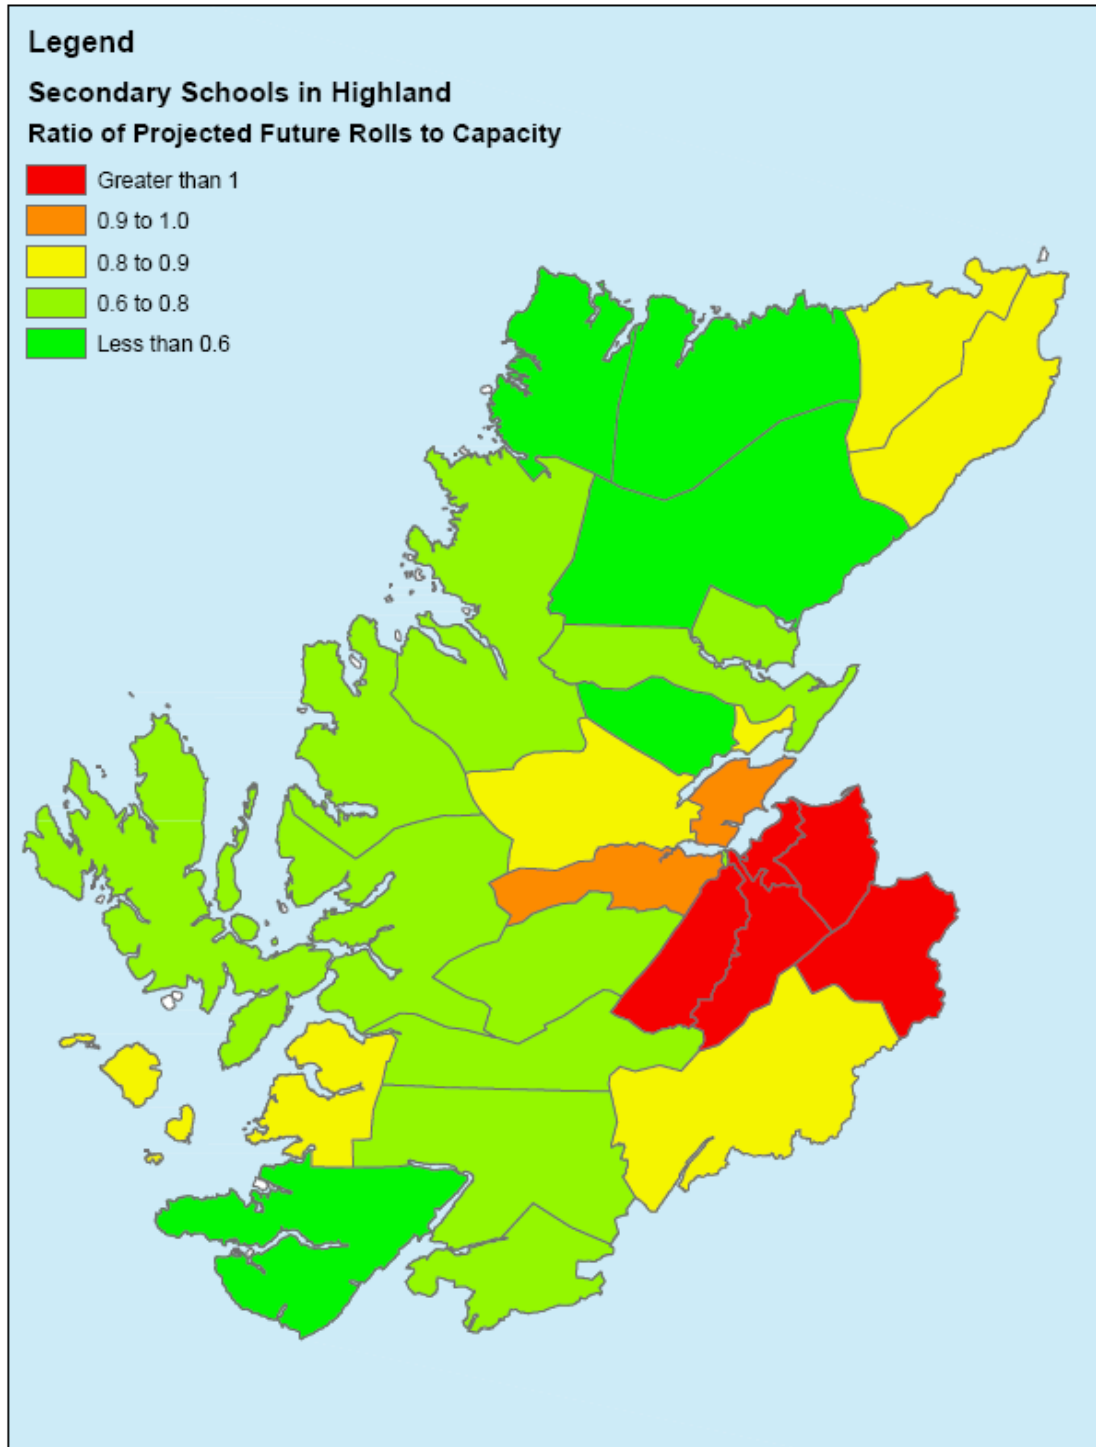 Legend
Secondary Schools in Highland
Ratio of Projected Future Rolls to Capacity
Greater than 1
0.9 to 1.0
0.8 to 0.9
0.6 to 0.8
Less than 0.6